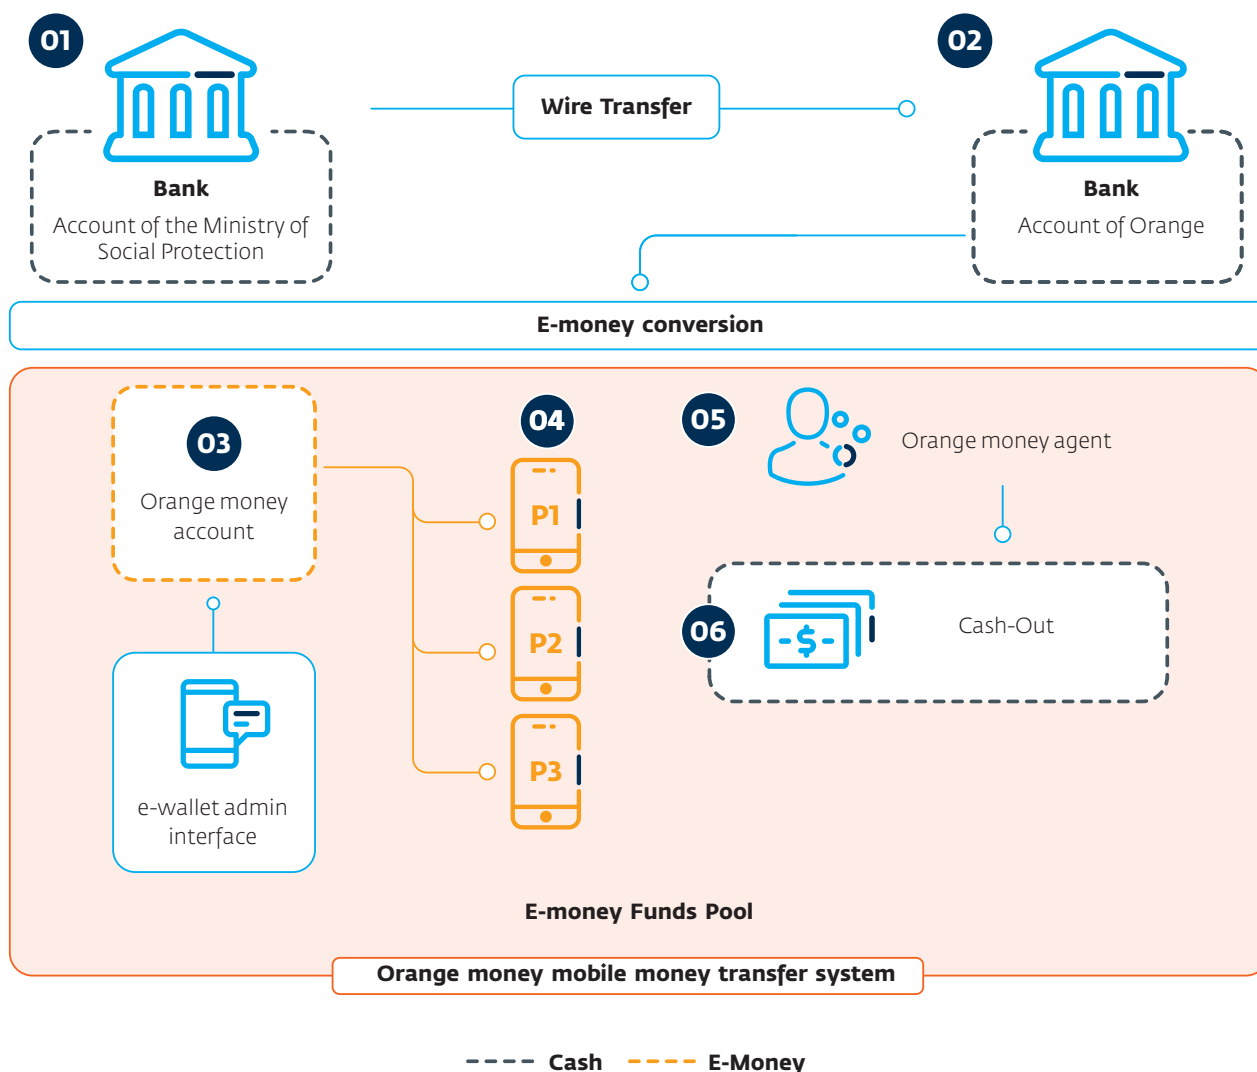 01
02
Wire Transfer
Bank
Account of the Ministry of
Social Protection
Bank
Account of Orange
E-money conversion
03
Orange money
account
04
P1
P2
P3
05
Orange money agent
06
-$-
Cash-Out
e-wallet admin
interface
E-money Funds Pool
Orange money mobile money transfer system
Cash
E-Money